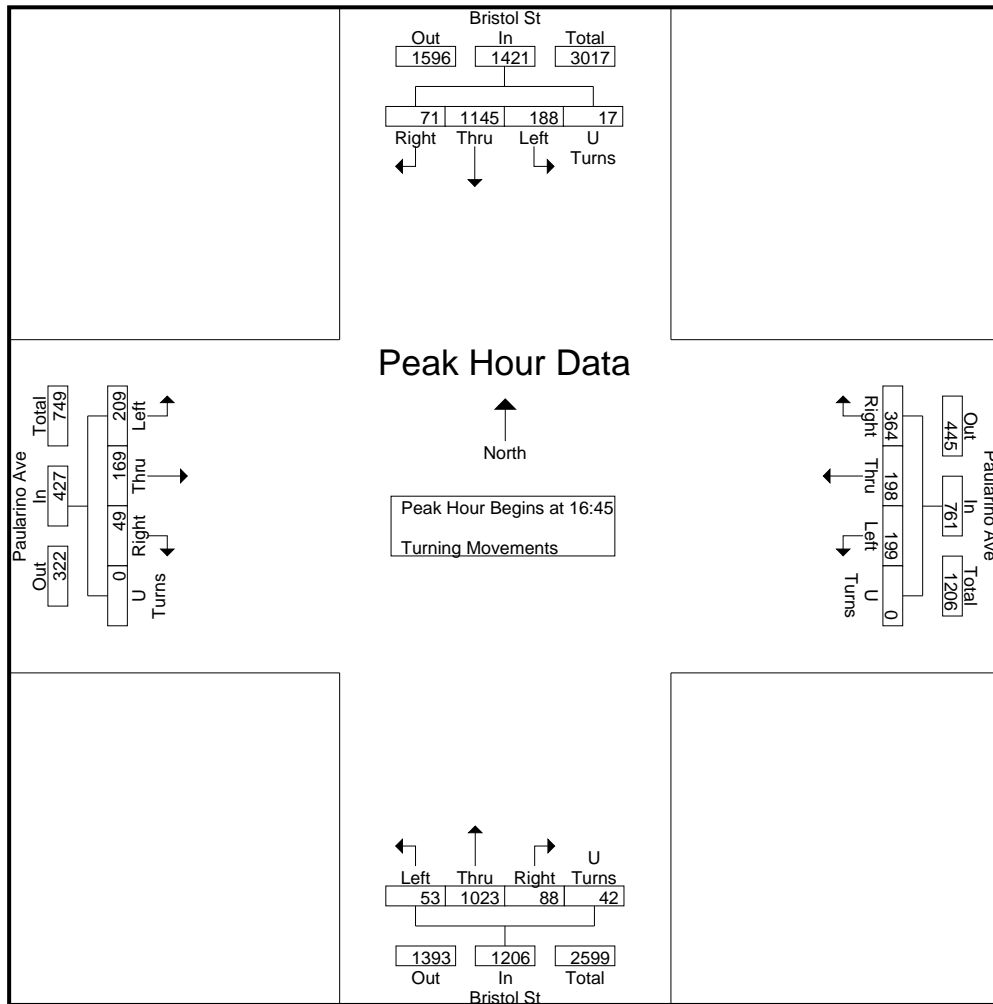 Bristol St
Out In Total
1596 1421 3017
71 1145 188 17
Right Thru Left U
Turns
Peak Hour Data
North
Peak Hour Begins at 16:45
Turning Movements
Paularino Ave
Total In Out
749 427 322
209 169 49 0
Left Thru Right U
Turns
Paularino Ave
Out In Total
445 761 1206
364 198 199 0
Right Thru Left U
Turns
U
Left Thru Right Turns
53 1023 88 42
1393 1206 2599
Out In Total
Bristol St